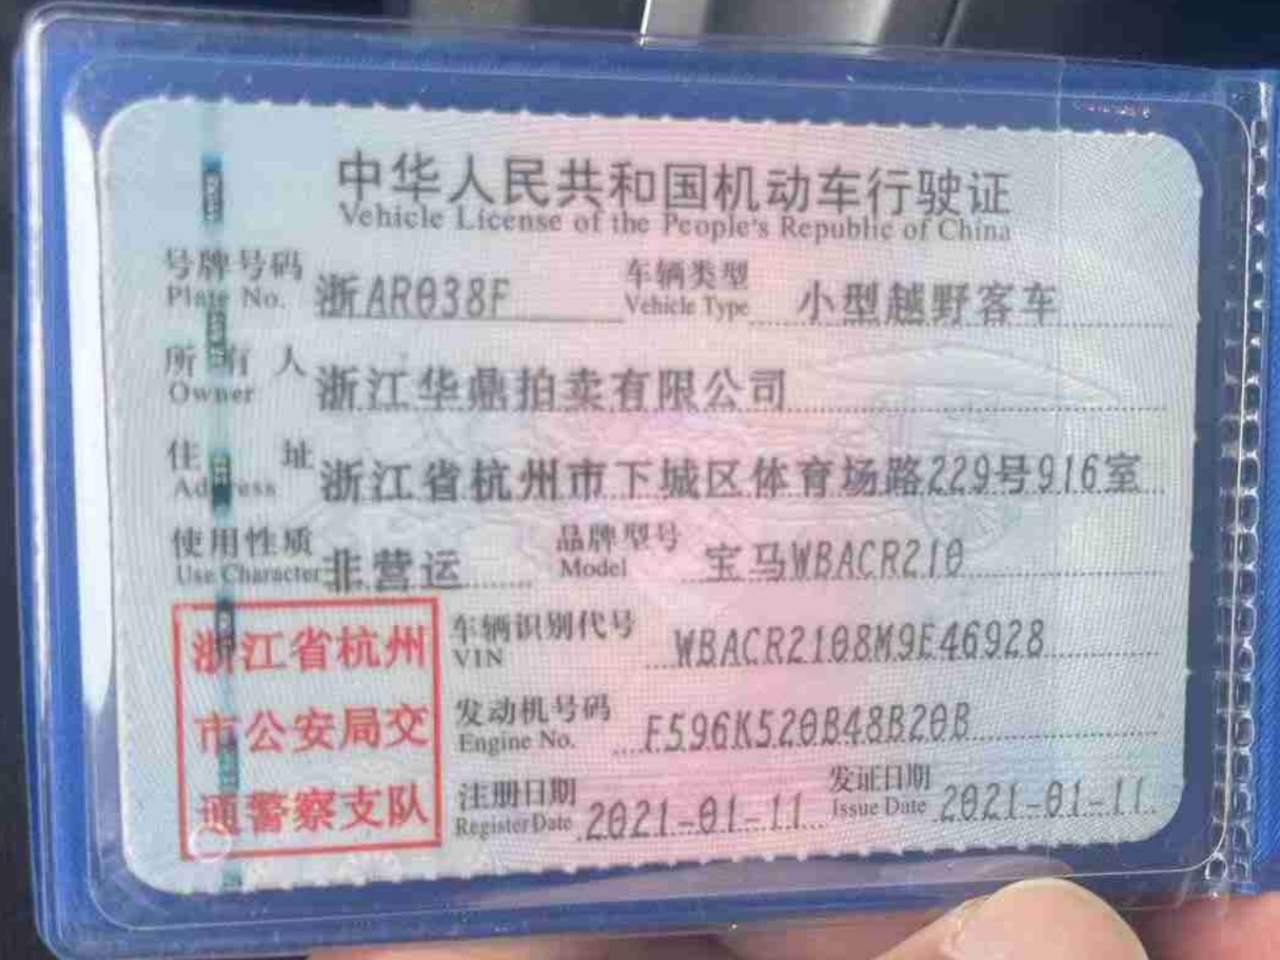 中华人民共和国机动车行驶证
Vehicle License of the People's Republic of China
号牌号码 浙AR038F 车辆类型 小型越野客车
Plate No. Vehicle Type
所有人 浙江华鼎拍卖有限公司
Owner
住址 浙江省杭州市下城区体育场路229号916室
Address
使用性质 非营运 品牌型号 宝马WBACR210
Use Character Model
浙江省杭州 车辆识别代号 WBACR2108M9E46928
VIN
市公安局交 发动机号码 F596K520B48B20B
Engine No.
通警察支队 注册日期 2021-01-11 发证日期 2021-01-11
Register Date Issue Date